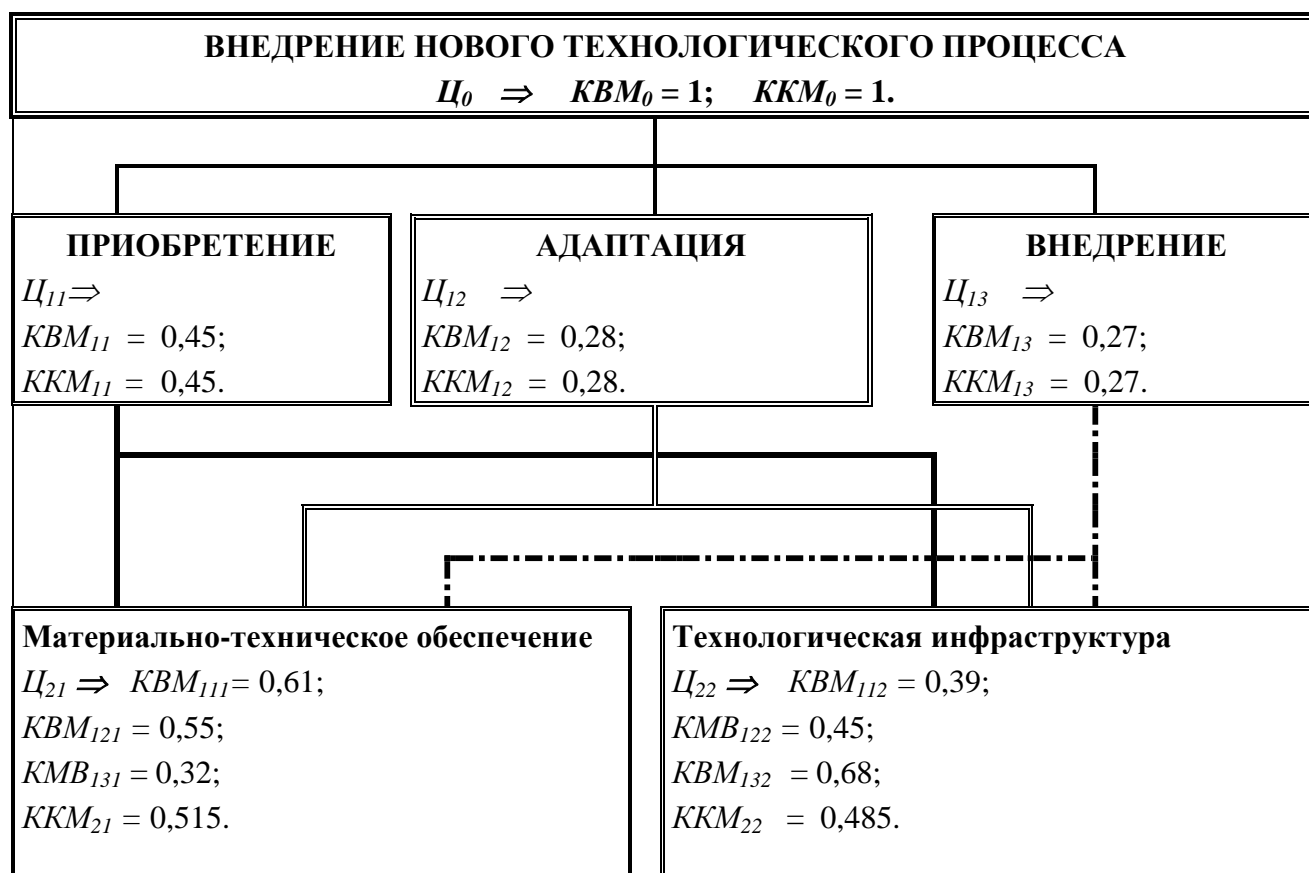 ВНЕДРЕНИЕ НОВОГО ТЕХНОЛОГИЧЕСКОГО ПРОЦЕССА
Ц0 ⇒ КВМ0 = 1; ККМ0 = 1.
ПРИОБРЕТЕНИЕ
Ц11⇒
КВМ11 = 0,45;
ККМ11 = 0,45.
АДАПТАЦИЯ
Ц12 ⇒
КВМ12 = 0,28;
ККМ12 = 0,28.
ВНЕДРЕНИЕ
Ц13 ⇒
КВМ13 = 0,27;
ККМ13 = 0,27.
Материально-техническое обеспечение
Ц21 ⇒ КВМ111= 0,61;
КВМ121 = 0,55;
КМВ131 = 0,32;
ККМ21 = 0,515.
Технологическая инфраструктура
Ц22 ⇒ КВМ112 = 0,39;
КМВ122 = 0,45;
КВМ132 = 0,68;
ККМ22 = 0,485.